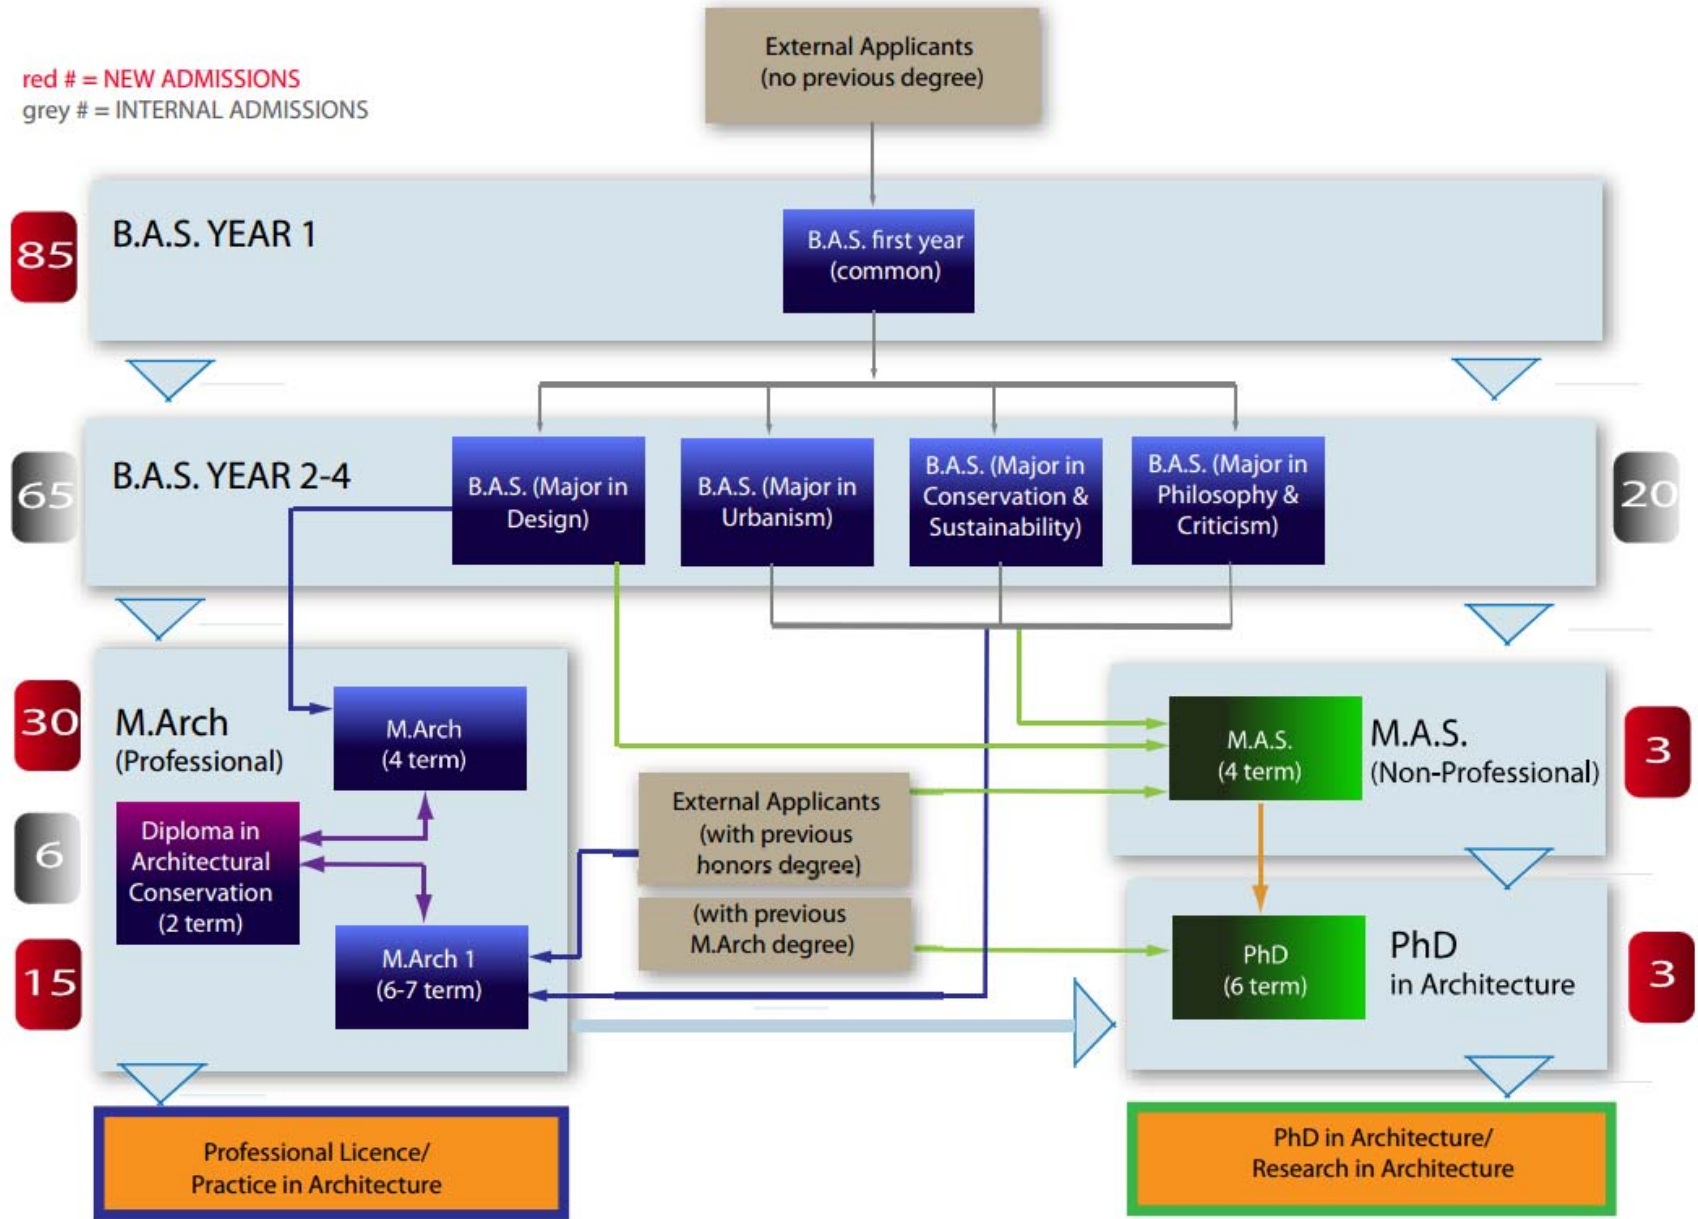 External Applicants
(no previous degree)
red # = NEW ADMISSIONS
grey # = INTERNAL ADMISSIONS
85
B.A.S. YEAR 1
B.A.S. first year
(common)
65
B.A.S. YEAR 2-4
B.A.S. (Major in
Design)
B.A.S. (Major in
Urbanism)
B.A.S. (Major in
Conservation &
Sustainability)
B.A.S. (Major in
Philosophy &
Criticism)
20
30
M.Arch
(Professional)
M.Arch
(4 term)
6
Diploma in
Architectural
Conservation
(2 term)
15
M.Arch 1
(6-7 term)
External Applicants
(with previous
honors degree)
(with previous
M.Arch degree)
M.A.S.
(4 term)
M.A.S.
(Non-Professional)
3
PhD
(6 term)
PhD
in Architecture
3
Professional Licence/
Practice in Architecture
PhD in Architecture/
Research in Architecture